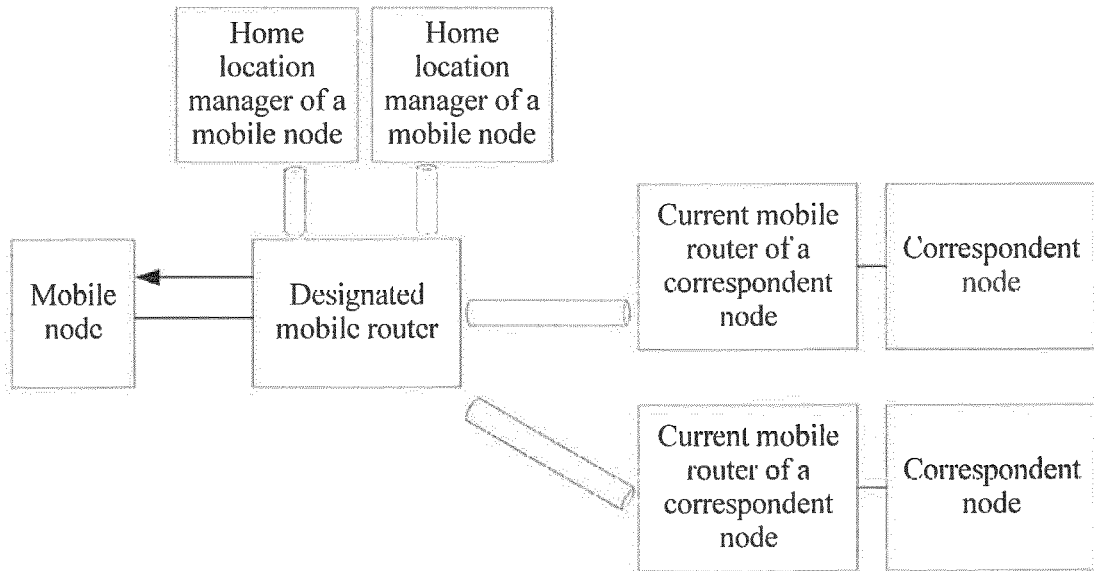 Home
location
manager of a
mobile node
Home
location
manager of a
mobile node
Mobile
node
Designated
mobile router
Current mobile
router of a
correspondent
node
Correspondent
node
Current mobile
router of a
correspondent
node
Correspondent
node